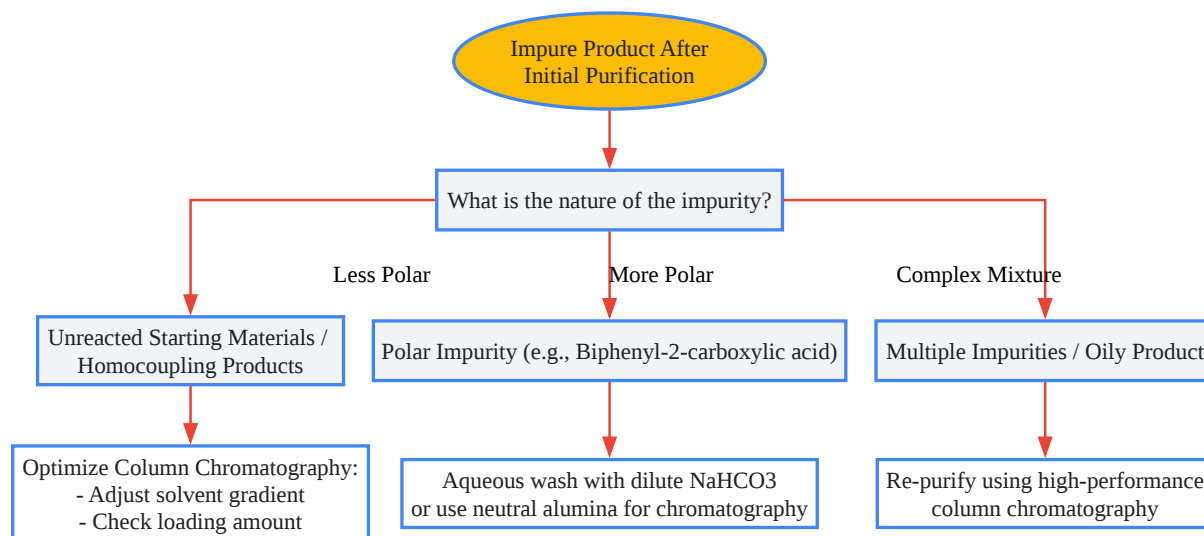 Impure Product After
Initial Purification
What is the nature of the impurity?
Less Polar
More Polar
Complex Mixture
Unreacted Starting Materials /
Homocoupling Products
Polar Impurity (e.g., Biphenyl-2-carboxylic acid)
Multiple Impurities / Oily Product
Optimize Column Chromatography:
- Adjust solvent gradient
- Check loading amount
Aqueous wash with dilute NaHCO3
or use neutral alumina for chromatography
Re-purify using high-performance
column chromatography